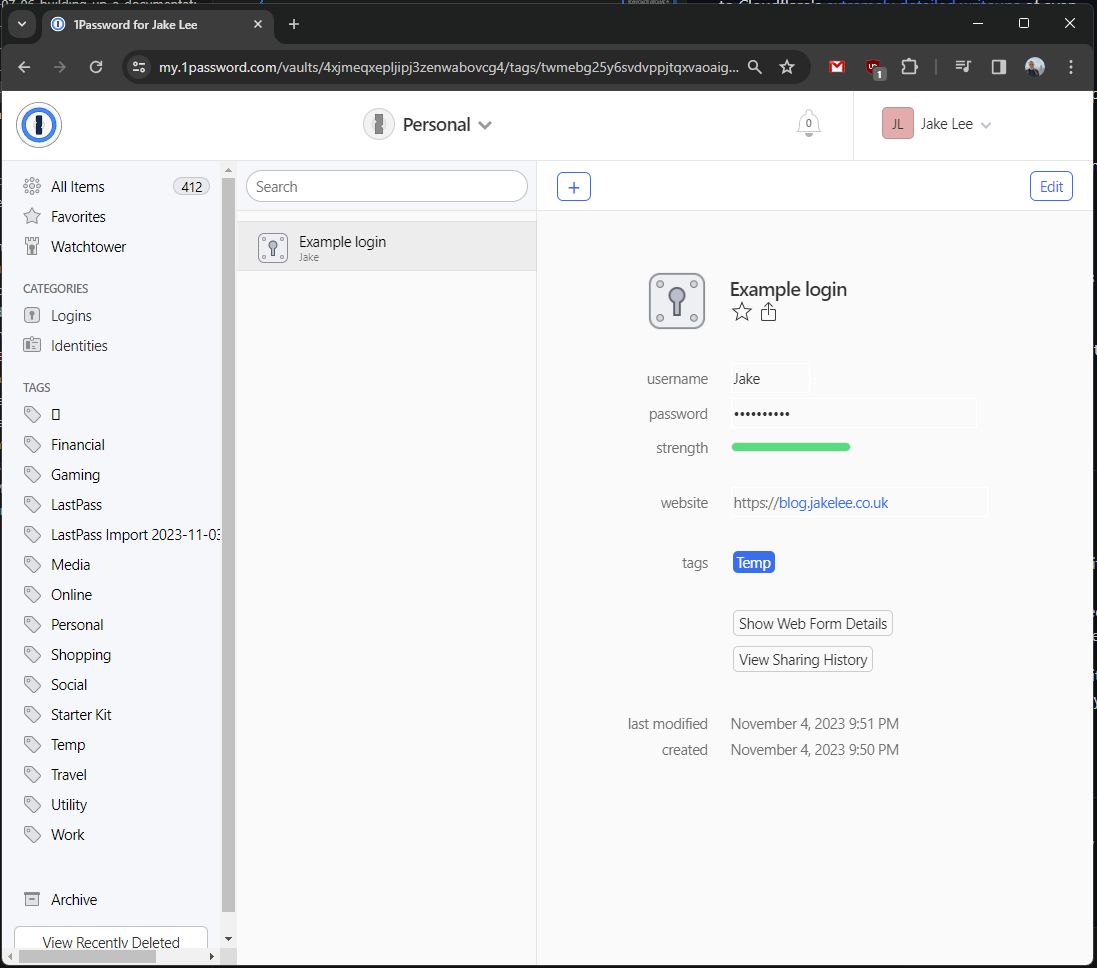 1Password for Jake Lee
my.1password.com/vaults/4xjmeqxepljipj3zenwabovcg4/tags/twmebg25y6svdvppjtqxvaoaig...
1
Personal
0
JL
Jake Lee
All Items
412
Favorites
Watchtower
CATEGORIES
Logins
Identities
TAGS
Financial
Gaming
LastPass
LastPass Import 2023-11-03
Media
Online
Personal
Shopping
Social
Starter Kit
Temp
Travel
Utility
Work
Archive
View Recently Deleted
Search
Example login
Jake
+
Edit
Example login
username Jake
password ••••••••••
strength
website https://blog.jakelee.co.uk
tags Temp
Show Web Form Details
View Sharing History
last modified November 4, 2023 9:51 PM
created November 4, 2023 9:50 PM